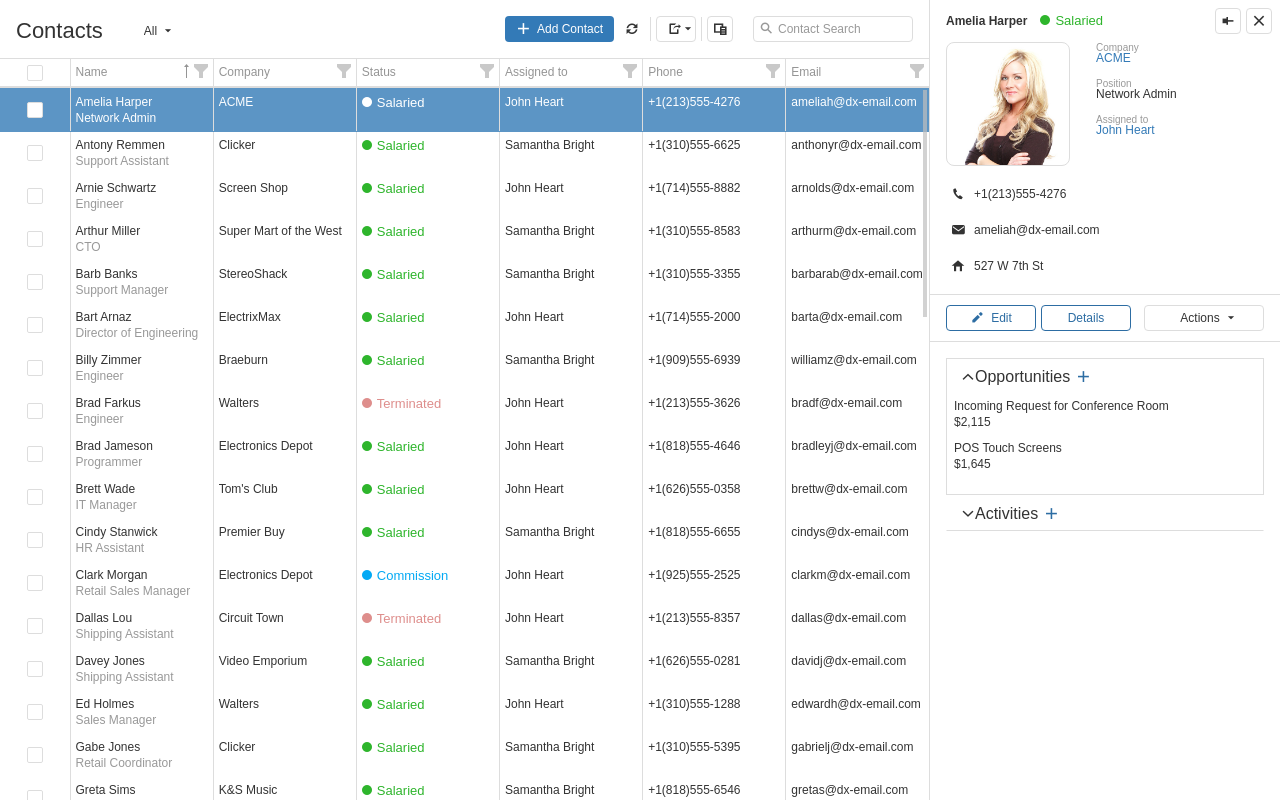 Contacts
All
Add Contact
Contact Search
Name
Company
Status
Assigned to
Phone
Email
Amelia Harper
Network Admin
ACME
Salaried
John Heart
+1(213)555-4276
ameliah@dx-email.com
Antony Remmen
Support Assistant
Clicker
Salaried
Samantha Bright
+1(310)555-6625
anthonyr@dx-email.com
Arnie Schwartz
Engineer
Screen Shop
Salaried
John Heart
+1(714)555-8882
arnolds@dx-email.com
Arthur Miller
CTO
Super Mart of the West
Salaried
Samantha Bright
+1(310)555-8583
arthurm@dx-email.com
Barb Banks
Support Manager
StereoShack
Salaried
Samantha Bright
+1(310)555-3355
barbarab@dx-email.com
Bart Arnaz
Director of Engineering
ElectrixMax
Salaried
John Heart
+1(714)555-2000
barta@dx-email.com
Billy Zimmer
Engineer
Braeburn
Salaried
Samantha Bright
+1(909)555-6939
williamz@dx-email.com
Brad Farkus
Engineer
Walters
Terminated
John Heart
+1(213)555-3626
bradf@dx-email.com
Brad Jameson
Programmer
Electronics Depot
Salaried
John Heart
+1(818)555-4646
bradleyj@dx-email.com
Brett Wade
IT Manager
Tom's Club
Salaried
John Heart
+1(626)555-0358
brettw@dx-email.com
Cindy Stanwick
HR Assistant
Premier Buy
Salaried
Samantha Bright
+1(818)555-6655
cindys@dx-email.com
Clark Morgan
Retail Sales Manager
Electronics Depot
Commission
John Heart
+1(925)555-2525
clarkm@dx-email.com
Dallas Lou
Shipping Assistant
Circuit Town
Terminated
John Heart
+1(213)555-8357
dallas@dx-email.com
Davey Jones
Shipping Assistant
Video Emporium
Salaried
Samantha Bright
+1(626)555-0281
davidj@dx-email.com
Ed Holmes
Sales Manager
Walters
Salaried
John Heart
+1(310)555-1288
edwardh@dx-email.com
Gabe Jones
Retail Coordinator
Clicker
Salaried
Samantha Bright
+1(310)555-5395
gabrielj@dx-email.com
Greta Sims
K&S Music
Salaried
Samantha Bright
+1(818)555-6546
gretas@dx-email.com
Amelia Harper
Salaried
Company
ACME
Position
Network Admin
Assigned to
John Heart
+1(213)555-4276
ameliah@dx-email.com
527 W 7th St
Edit
Details
Actions
Opportunities
Incoming Request for Conference Room
$2,115
POS Touch Screens
$1,645
Activities